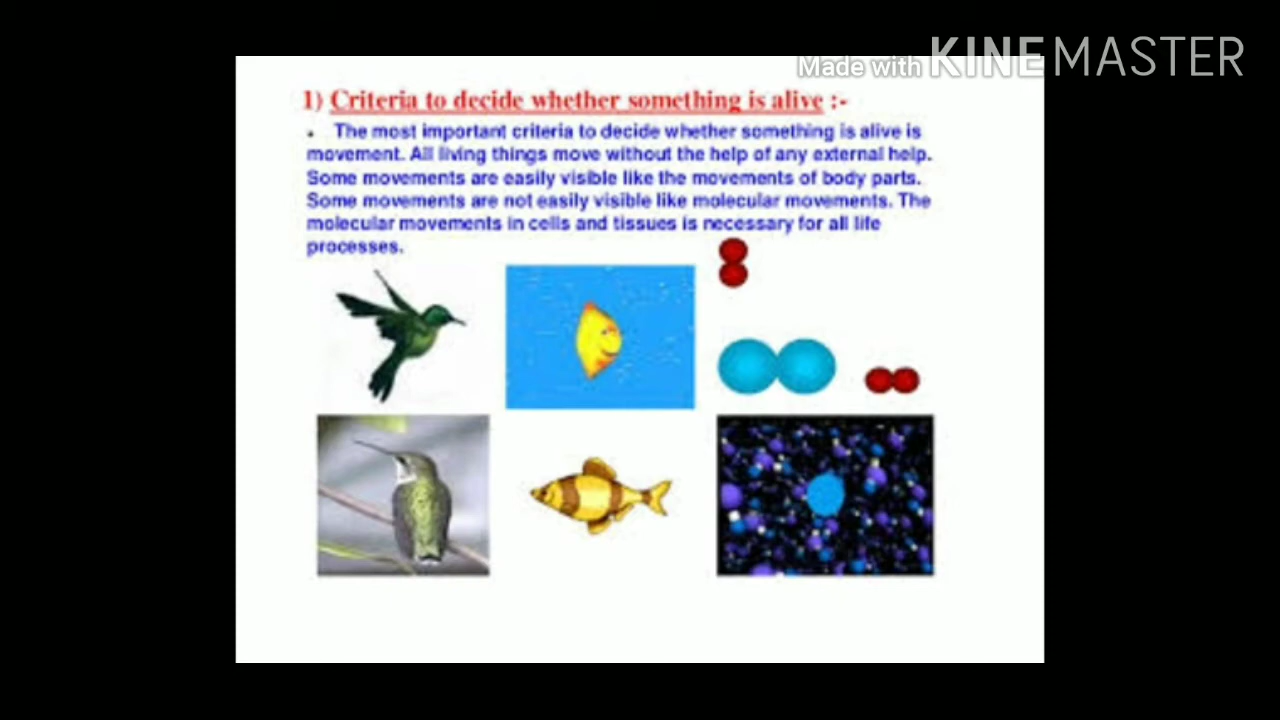 Made with KINEMASTER
1) Criteria to decide whether something is alive :-
• The most important criteria to decide whether something is alive is
movement. All living things move without the help of any external help.
Some movements are easily visible like the movements of body parts.
Some movements are not easily visible like molecular movements. The
molecular movements in cells and tissues is necessary for all life
processes.